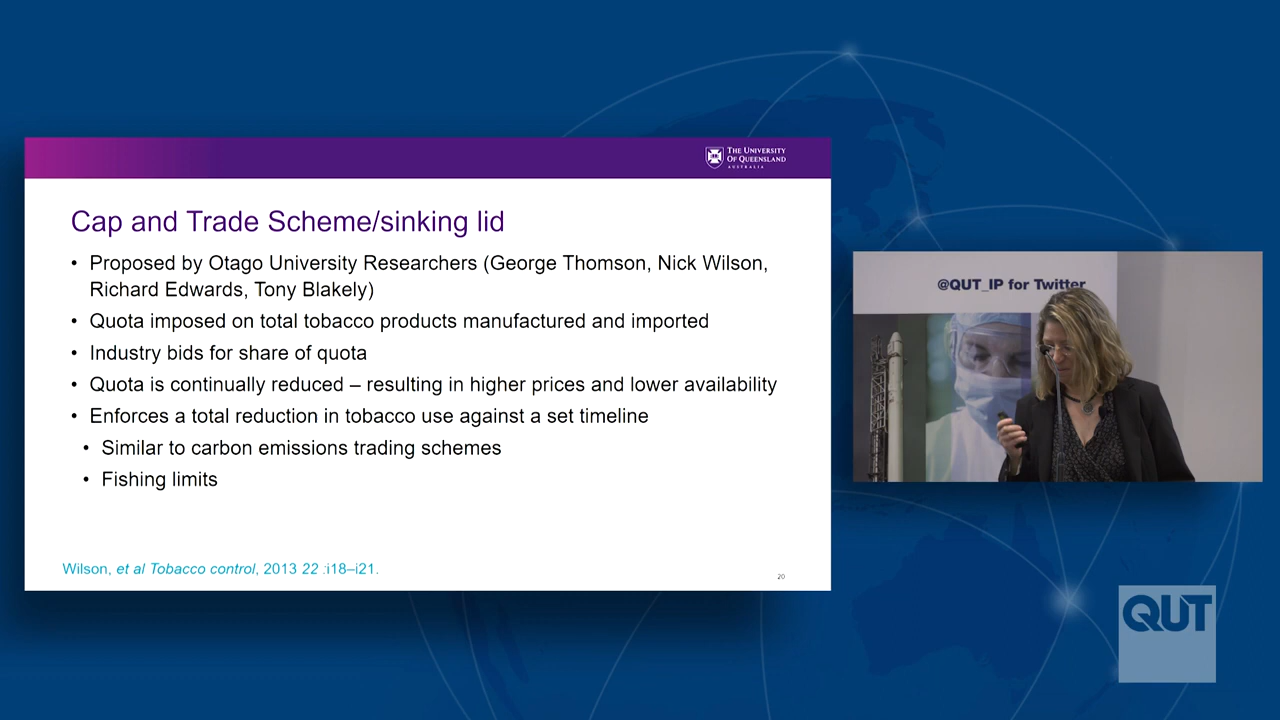 THE UNIVERSITY
OF QUEENSLAND
AUSTRALIA
Cap and Trade Scheme/sinking lid
• Proposed by Otago University Researchers (George Thomson, Nick Wilson,
Richard Edwards, Tony Blakely)
• Quota imposed on total tobacco products manufactured and imported
• Industry bids for share of quota
• Quota is continually reduced – resulting in higher prices and lower availability
• Enforces a total reduction in tobacco use against a set timeline
• Similar to carbon emissions trading schemes
• Fishing limits
Wilson, et al Tobacco control, 2013 22 :i18–i21.
20
@QUT_IP for Twitter
QUT